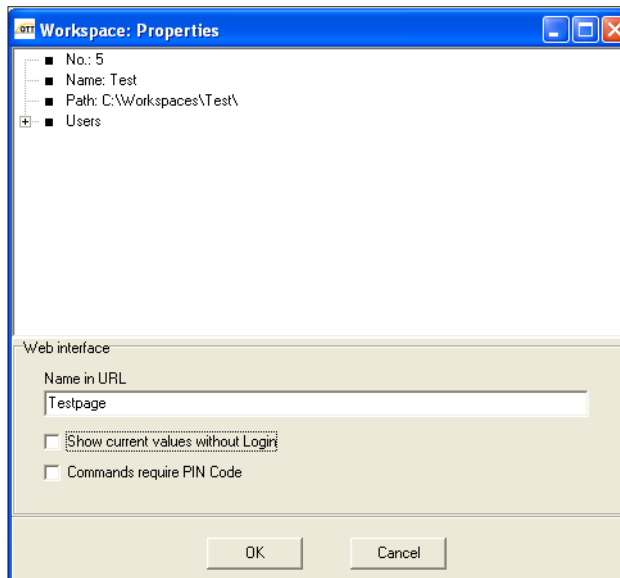 OTT Workspace: Properties
No.: 5
Name: Test
Path: C:\Workspaces\Test\
Users
Web interface
Name in URL
Testpage
Show current values without Login
Commands require PIN Code
OK Cancel